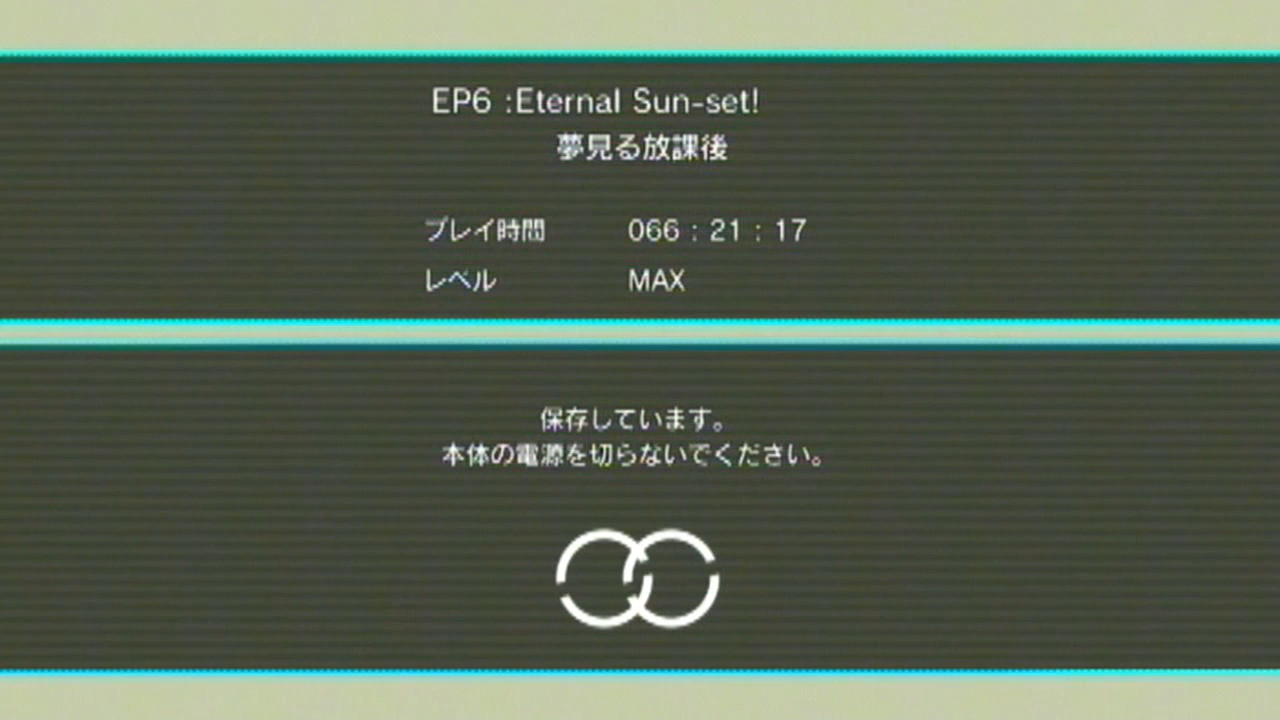 EP6 :Eternal Sun-set!
夢見る放課後
プレイ時間 066 : 21 : 17
レベル MAX
保存しています。
本体の電源を切らないでください。